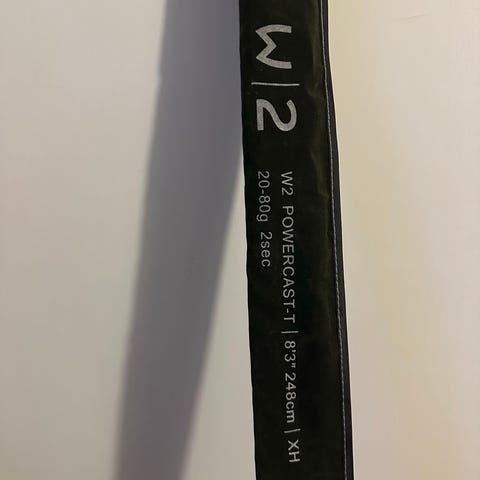 W|2
W2 POWERCAST-T | 8'3" 248cm | XH
20-80g 2sec